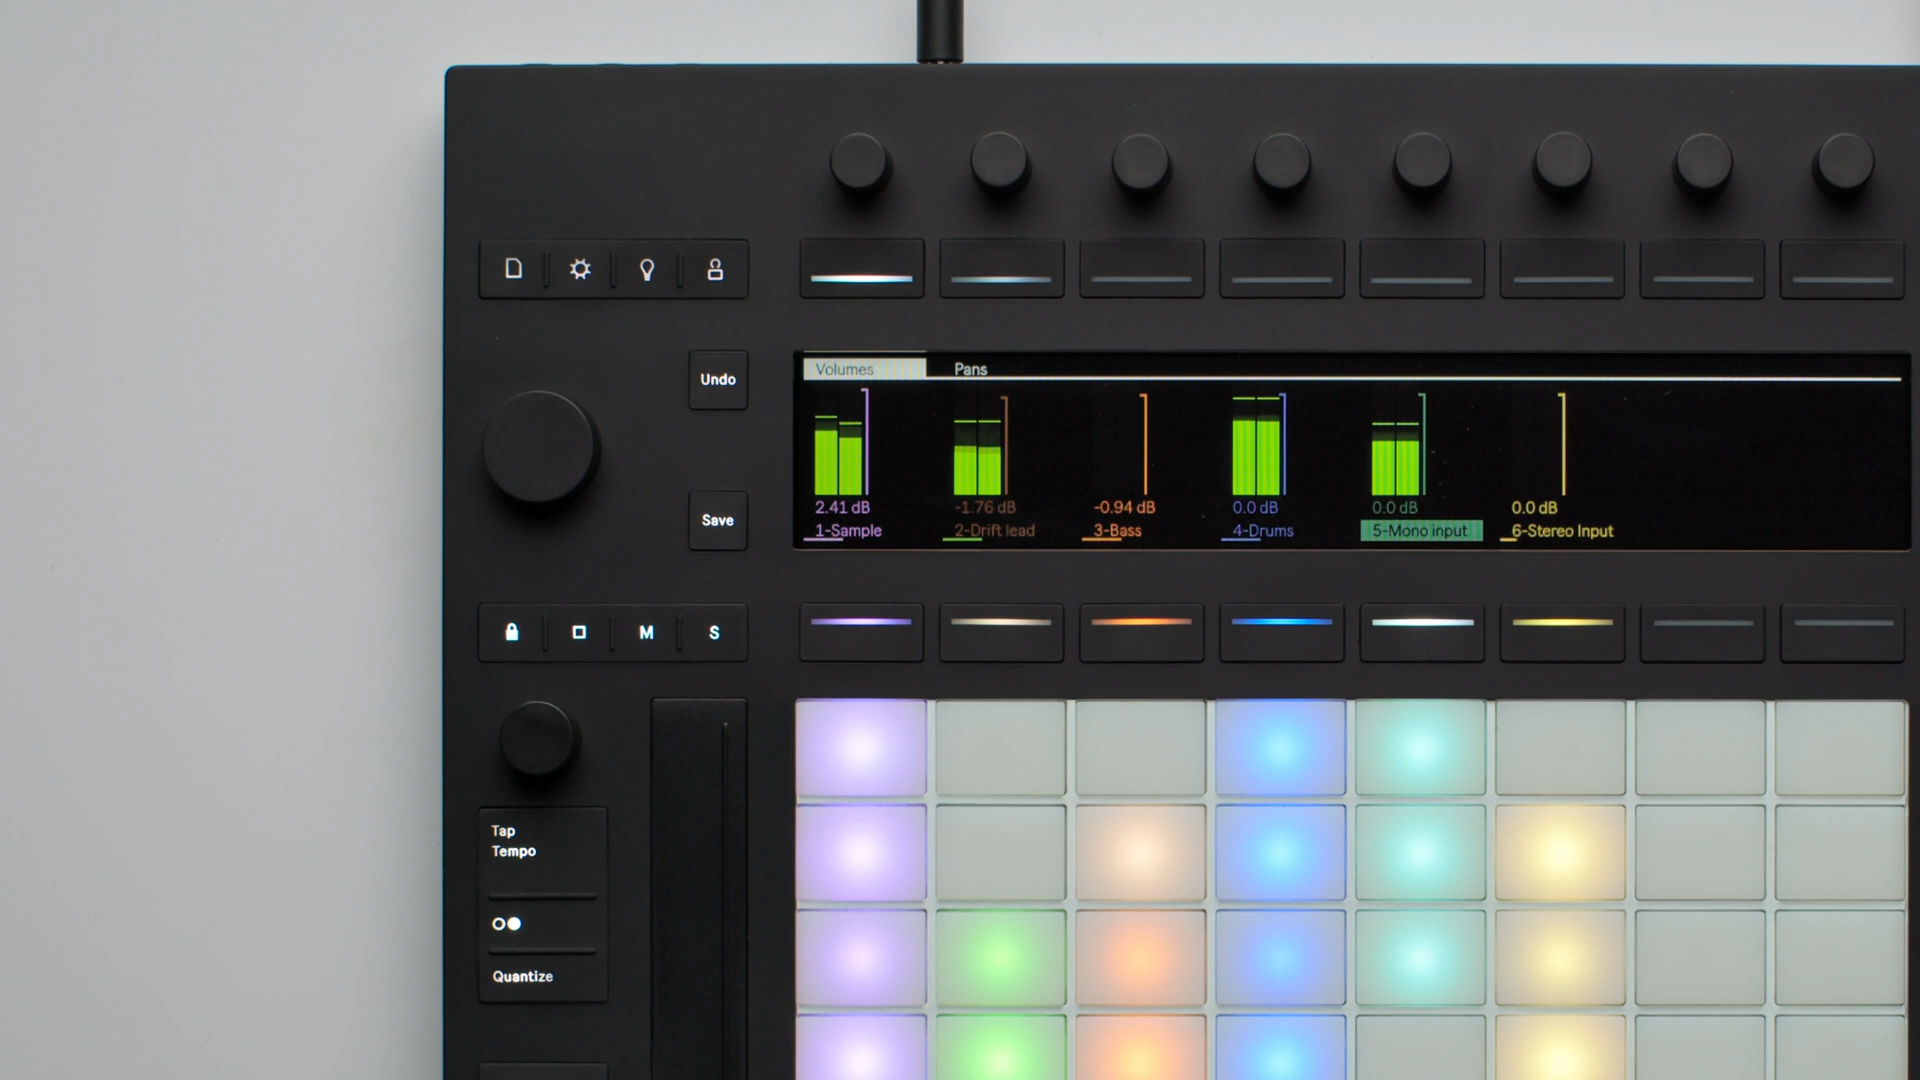 Undo
Volumes Pans
2.41 dB -1.76 dB -0.94 dB 0.0 dB 0.0 dB 0.0 dB
1-Sample 2-Drift lead 3-Bass 4-Drums 5-Mono input 6-Stereo Input
Save
M S
Tap
Tempo
Quantize